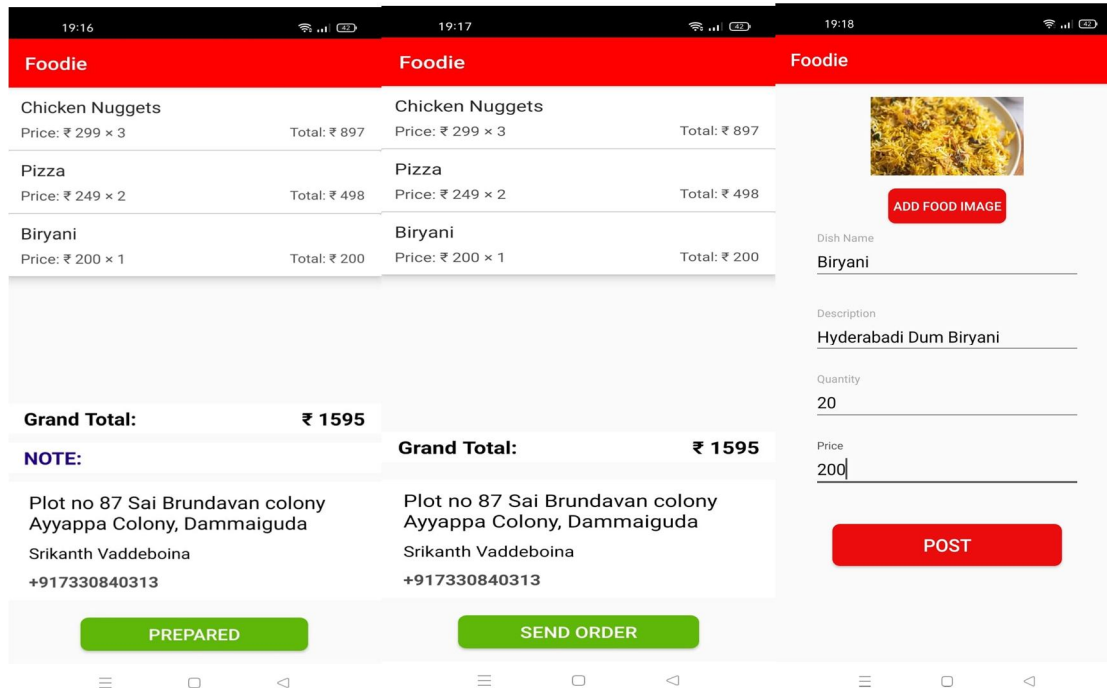 19:16
42
Foodie
Chicken Nuggets
Price: ₹ 299 × 3 Total: ₹ 897
Pizza
Price: ₹ 249 × 2 Total: ₹ 498
Biryani
Price: ₹ 200 × 1 Total: ₹ 200
Grand Total: ₹ 1595
NOTE:
Plot no 87 Sai Brundavan colony
Ayyappa Colony, Dammaiguda
Srikanth Vaddeboina
+917330840313
PREPARED
19:17
42
Foodie
Chicken Nuggets
Price: ₹ 299 × 3 Total: ₹ 897
Pizza
Price: ₹ 249 × 2 Total: ₹ 498
Biryani
Price: ₹ 200 × 1 Total: ₹ 200
Grand Total: ₹ 1595
Plot no 87 Sai Brundavan colony
Ayyappa Colony, Dammaiguda
Srikanth Vaddeboina
+917330840313
SEND ORDER
19:18
42
Foodie
ADD FOOD IMAGE
Dish Name
Biryani
Description
Hyderabadi Dum Biryani
Quantity
20
Price
200
POST